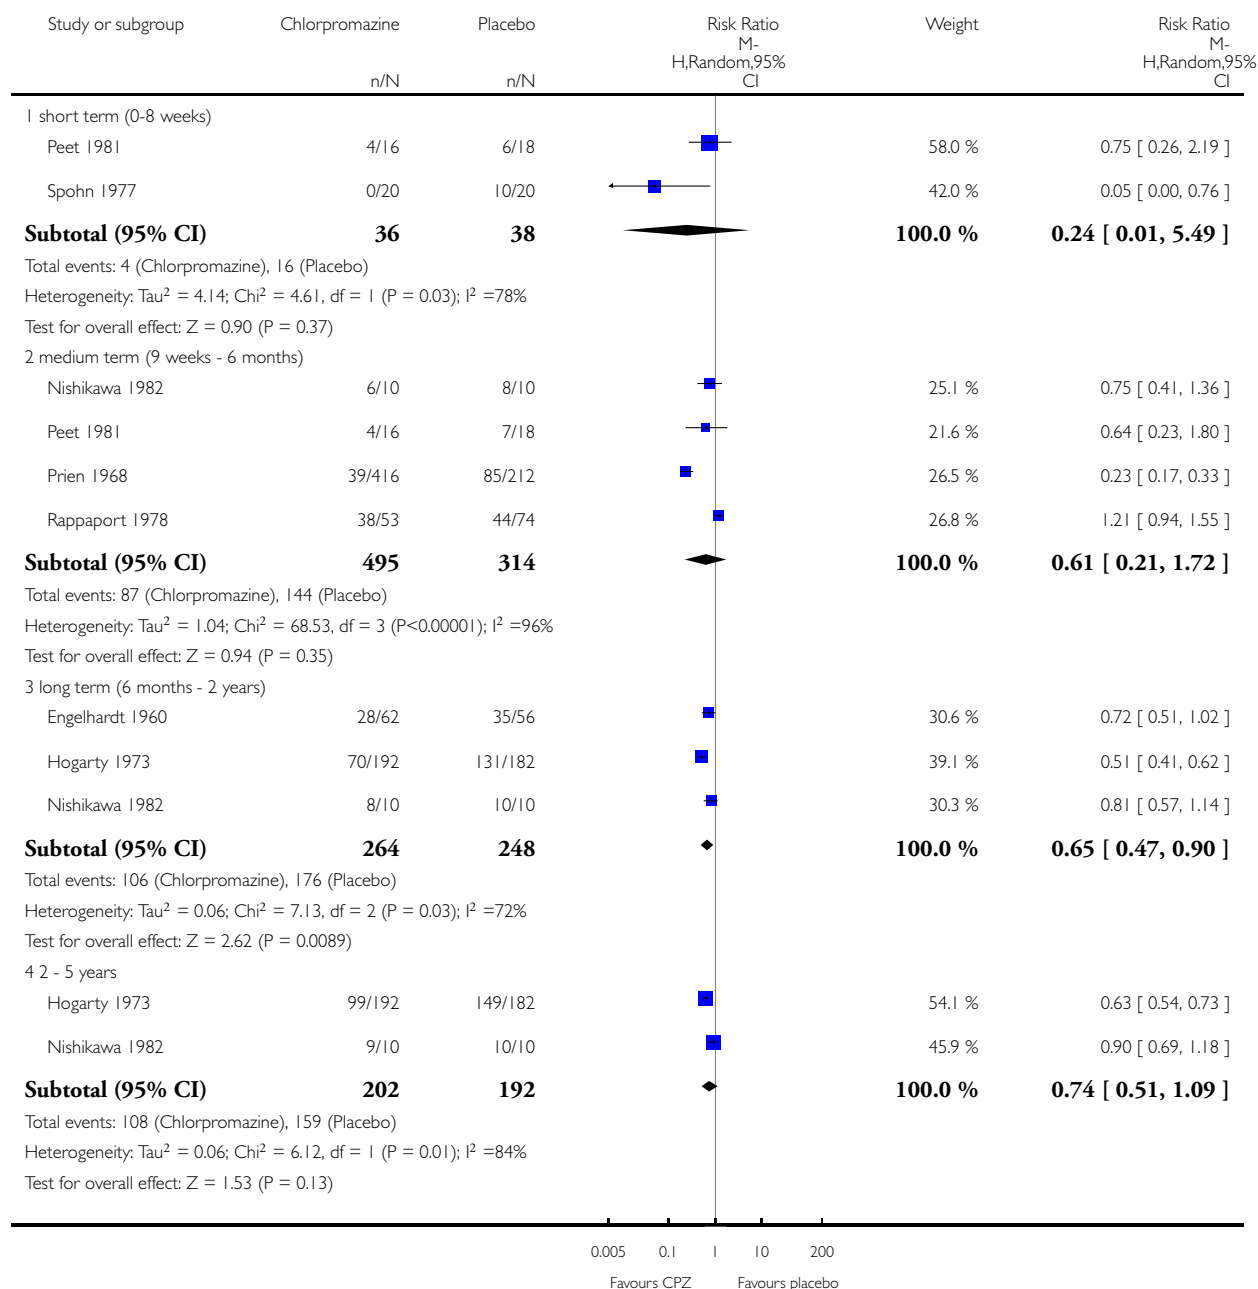 Study or subgroup Chlorpromazine Placebo Risk Ratio Weight Risk Ratio
M- M-
H,Random,95% H,Random,95%
n/N n/N CI CI
1 short term (0-8 weeks)
Peet 1981 4/16 6/18 58.0 % 0.75 [ 0.26, 2.19 ]
Spohn 1977 0/20 10/20 42.0 % 0.05 [ 0.00, 0.76 ]
Subtotal (95% CI) 36 38 100.0 % 0.24 [ 0.01, 5.49 ]
Total events: 4 (Chlorpromazine), 16 (Placebo)
Heterogeneity: Tau² = 4.14; Chi² = 4.61, df = 1 (P = 0.03); I² =78%
Test for overall effect: Z = 0.90 (P = 0.37)
2 medium term (9 weeks - 6 months)
Nishikawa 1982 6/10 8/10 25.1 % 0.75 [ 0.41, 1.36 ]
Peet 1981 4/16 7/18 21.6 % 0.64 [ 0.23, 1.80 ]
Prien 1968 39/416 85/212 26.5 % 0.23 [ 0.17, 0.33 ]
Rappaport 1978 38/53 44/74 26.8 % 1.21 [ 0.94, 1.55 ]
Subtotal (95% CI) 495 314 100.0 % 0.61 [ 0.21, 1.72 ]
Total events: 87 (Chlorpromazine), 144 (Placebo)
Heterogeneity: Tau² = 1.04; Chi² = 68.53, df = 3 (P<0.00001); I² =96%
Test for overall effect: Z = 0.94 (P = 0.35)
3 long term (6 months - 2 years)
Engelhardt 1960 28/62 35/56 30.6 % 0.72 [ 0.51, 1.02 ]
Hogarty 1973 70/192 131/182 39.1 % 0.51 [ 0.41, 0.62 ]
Nishikawa 1982 8/10 10/10 30.3 % 0.81 [ 0.57, 1.14 ]
Subtotal (95% CI) 264 248 100.0 % 0.65 [ 0.47, 0.90 ]
Total events: 106 (Chlorpromazine), 176 (Placebo)
Heterogeneity: Tau² = 0.06; Chi² = 7.13, df = 2 (P = 0.03); I² =72%
Test for overall effect: Z = 2.62 (P = 0.0089)
4 2 - 5 years
Hogarty 1973 99/192 149/182 54.1 % 0.63 [ 0.54, 0.73 ]
Nishikawa 1982 9/10 10/10 45.9 % 0.90 [ 0.69, 1.18 ]
Subtotal (95% CI) 202 192 100.0 % 0.74 [ 0.51, 1.09 ]
Total events: 108 (Chlorpromazine), 159 (Placebo)
Heterogeneity: Tau² = 0.06; Chi² = 6.12, df = 1 (P = 0.01); I² =84%
Test for overall effect: Z = 1.53 (P = 0.13)
0.005 0.1 1 10 200
Favours CPZ Favours placebo